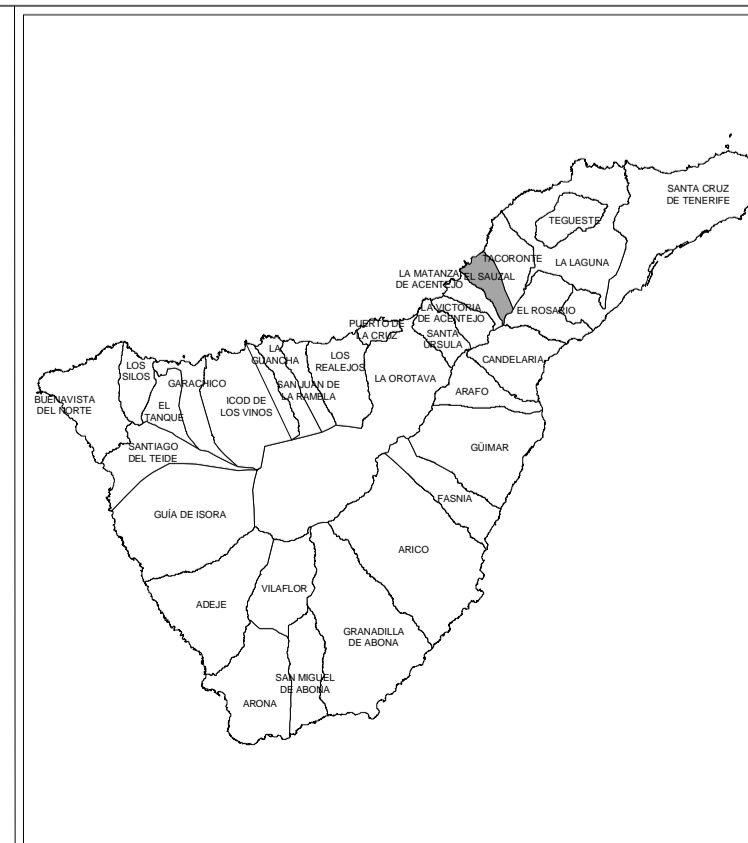 SANTA CRUZ
DE TENERIFE
TEGUESTE
TACORONTE
LA LAGUNA
LA MATANZA
DE ACENTEJO
EL SAUZAL
LA VICTORIA
DE ACENTEJO
EL ROSARIO
PUERTO DE
LA CRUZ
SANTA
URSULA
CANDELARIA
LA
GUANCHA
LOS
REALEJOS
LOS
SILOS
GARACHICO
SAN JUAN DE
LA RAMBLA
LA OROTAVA
ARAFO
BUENAVISTA
DEL NORTE
EL
TANQUE
ICOD DE
LOS VINOS
SANTIAGO
DEL TEIDE
GÜIMAR
FASNIA
GUÍA DE ISORA
ARICO
VILAFLOR
ADEJE
GRANADILLA
DE ABONA
SAN MIGUEL
DE ABONA
ARONA